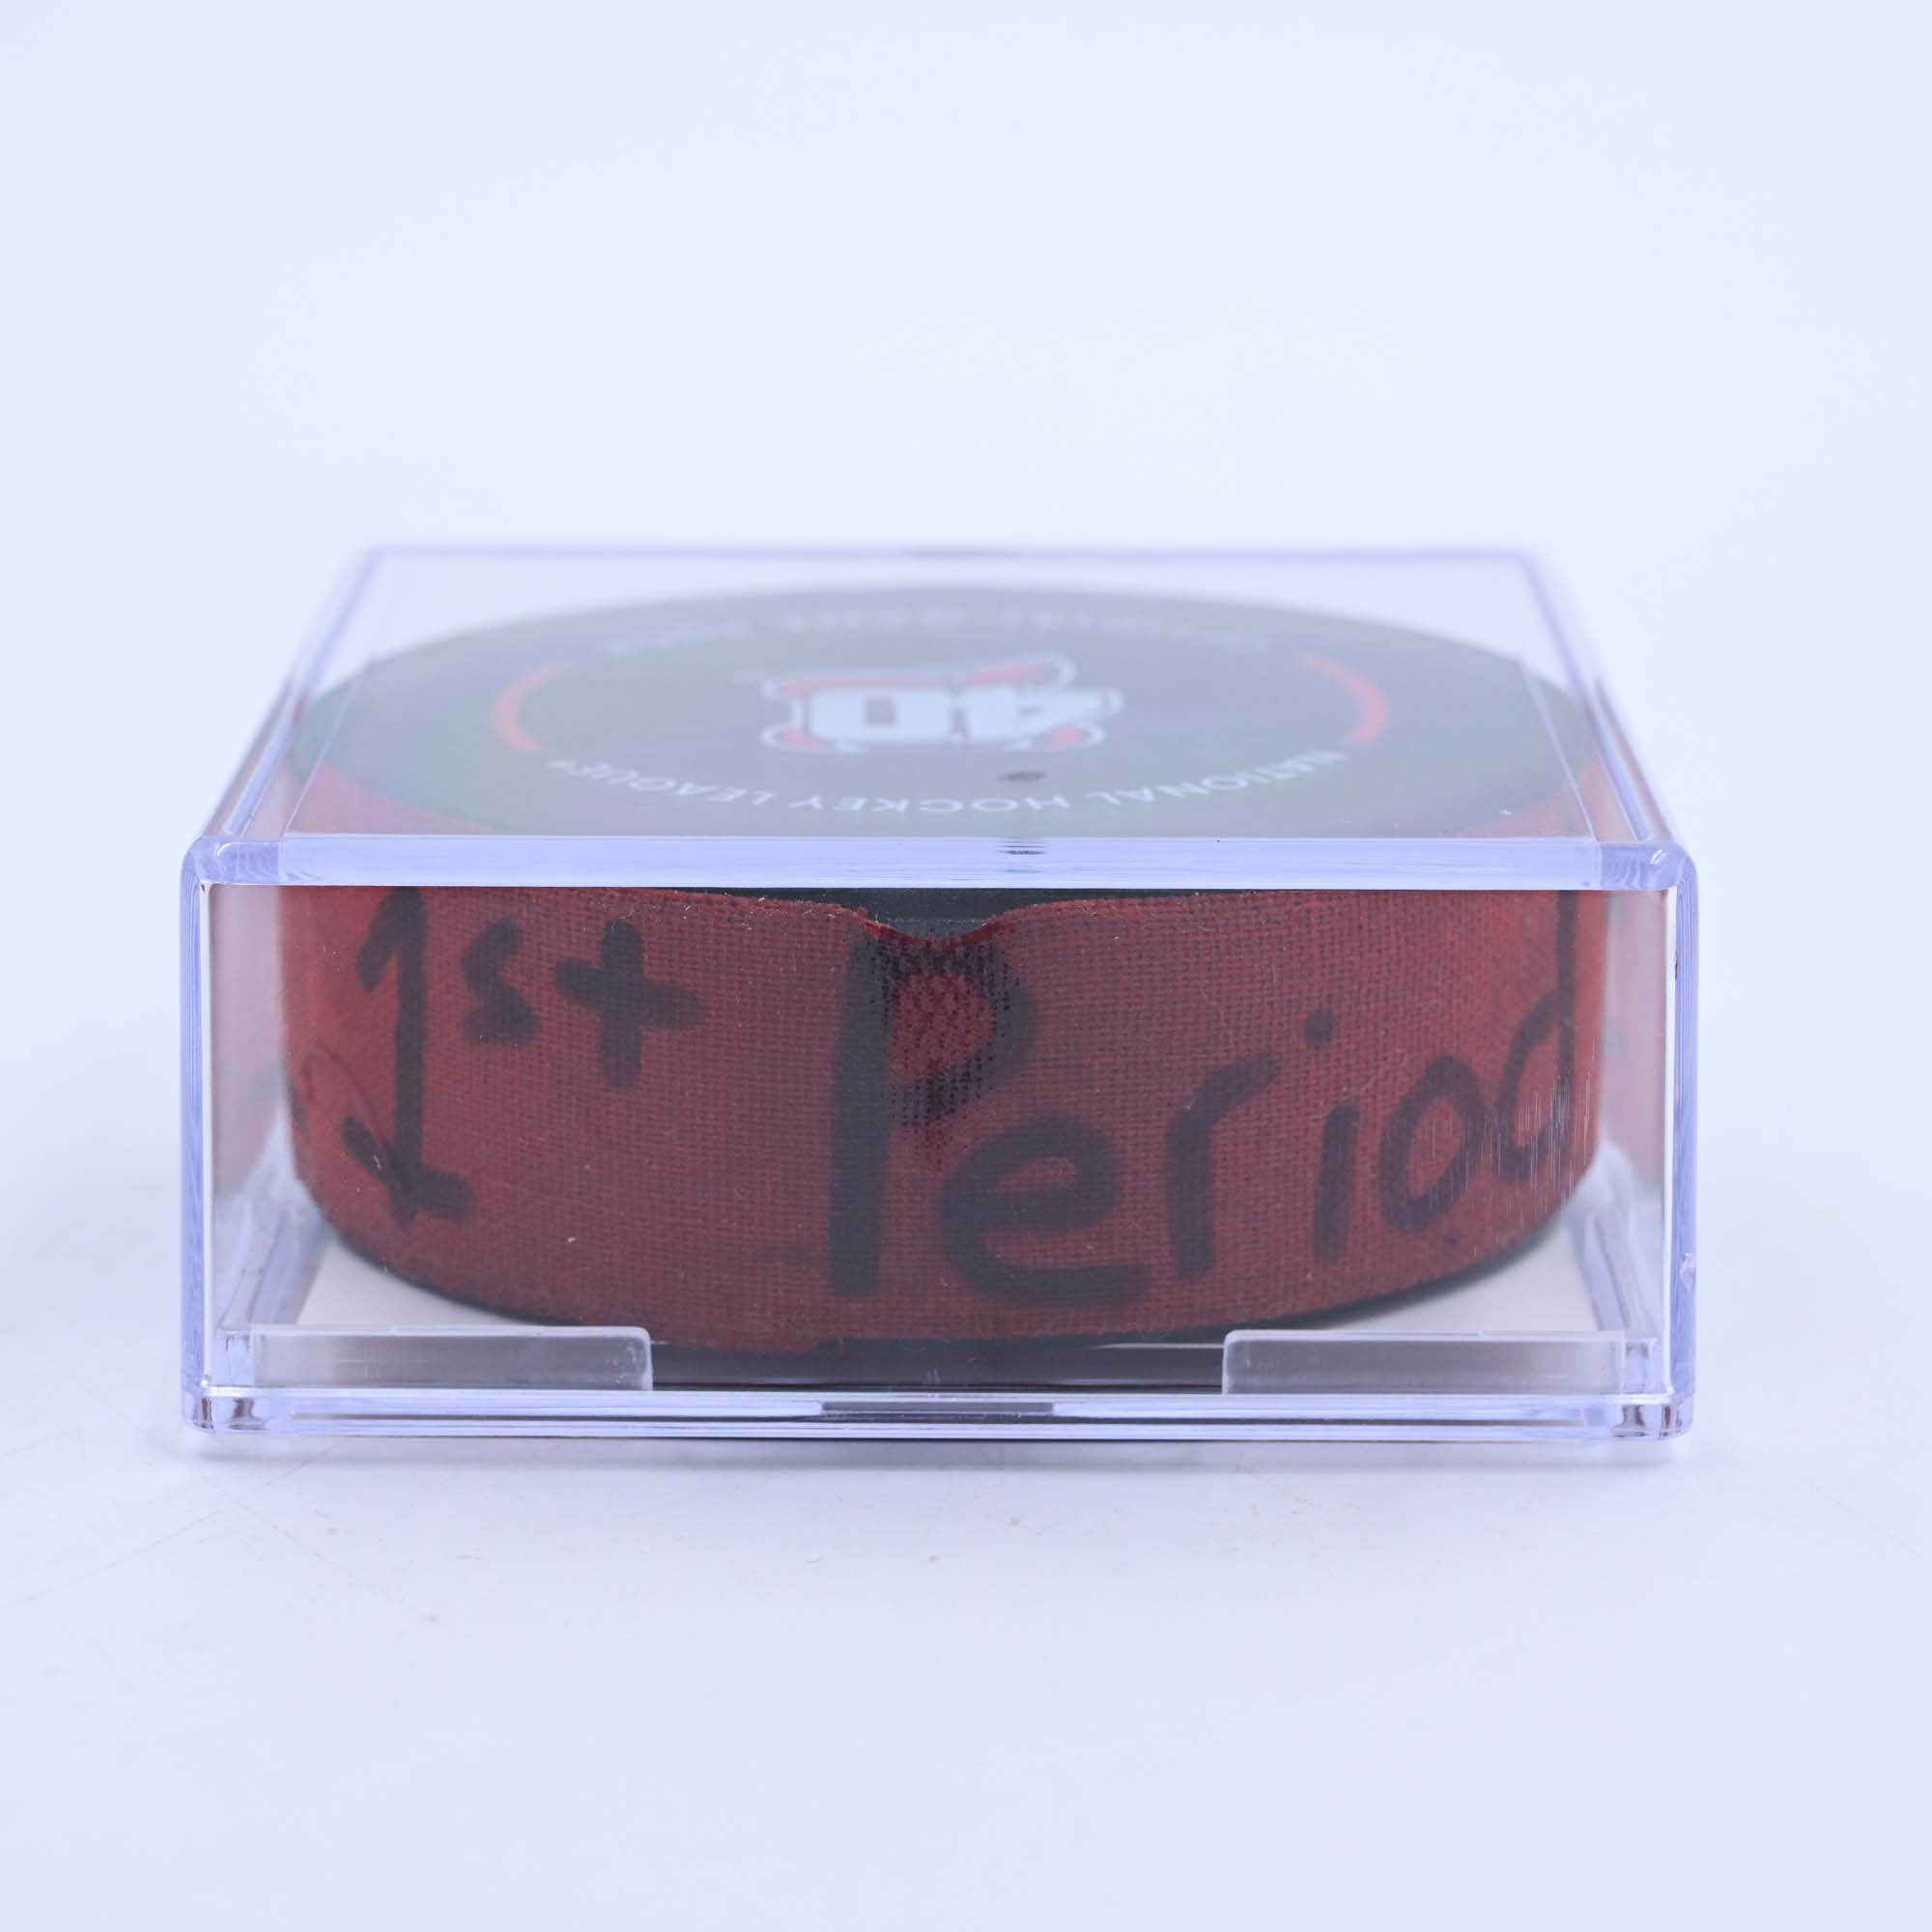 40
NATIONAL HOCKEY LEAGUE
1st Period